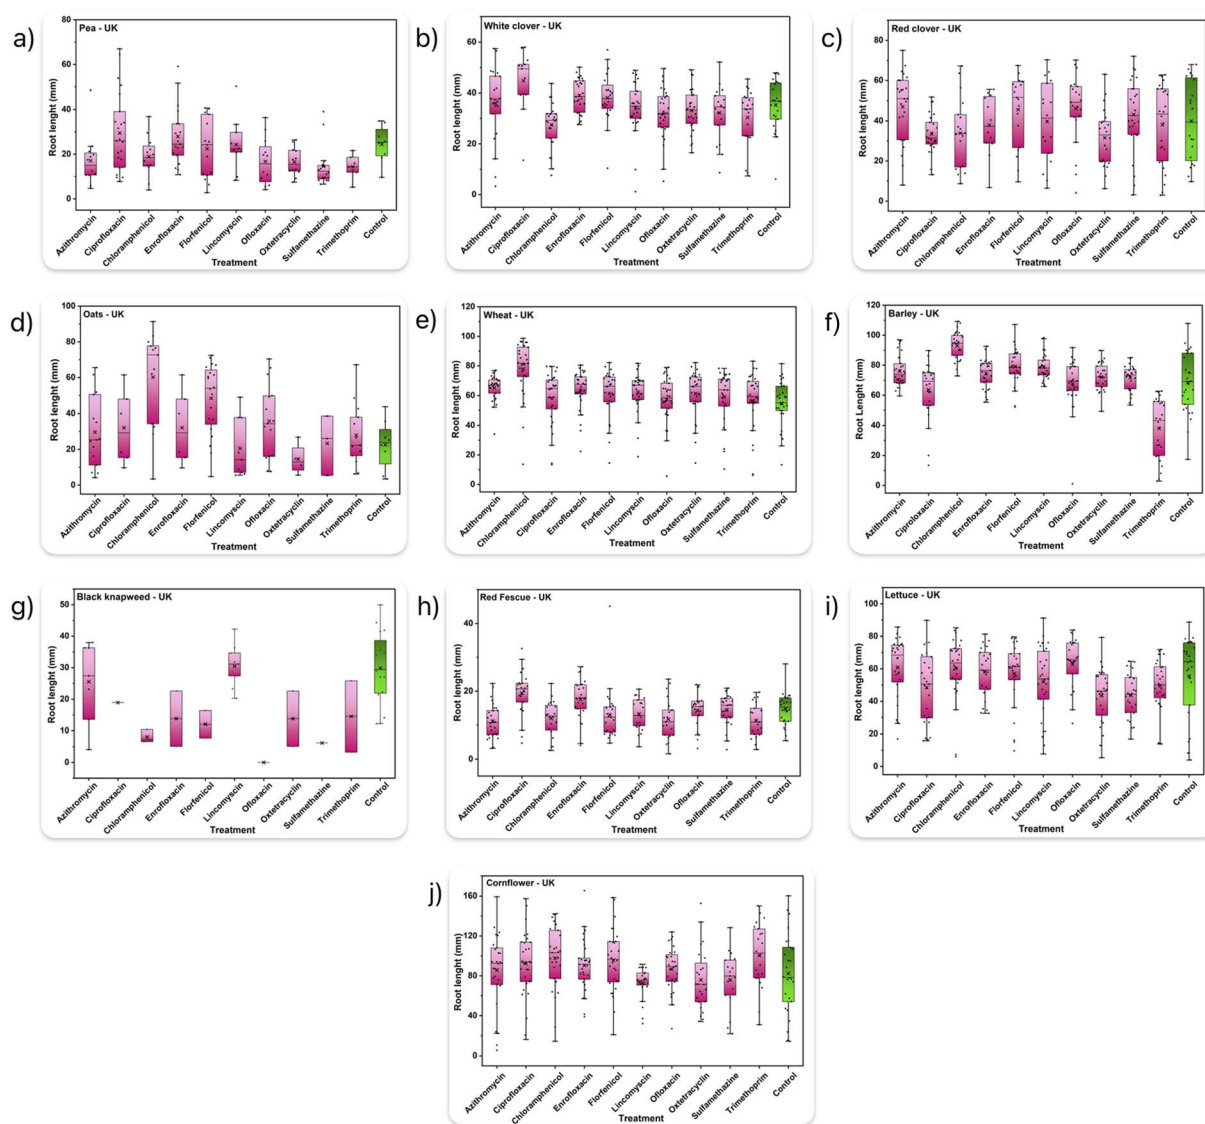 a)
Pea - UK
Root lenght (mm)
80
60
40
20
0
Azithromycin
Ciprofloxacin
Chloramphenicol
Enrofloxacin
Florfenicol
Lincomyscin
Ofloxacin
Oxtetracyclin
Sulfamethazine
Trimethoprim
Control
Treatment
b)
White clover - UK
Root lenght (mm)
60
40
20
0
Azithromycin
Ciprofloxacin
Chloramphenicol
Enrofloxacin
Florfenicol
Lincomyscin
Ofloxacin
Oxtetracyclin
Sulfamethazine
Trimethoprim
Control
Treatment
c)
Red clover - UK
Root lenght (mm)
80
60
40
20
0
Azithromycin
Ciprofloxacin
Chloramphenicol
Enrofloxacin
Florfenicol
Lincomyscin
Ofloxacin
Oxtetracyclin
Sulfamethazine
Trimethoprim
Control
Treatment
d)
Oats - UK
Root lenght (mm)
100
80
60
40
20
0
Azithromycin
Ciprofloxacin
Chloramphenicol
Enrofloxacin
Florfenicol
Lincomyscin
Ofloxacin
Oxtetracyclin
Sulfamethazine
Trimethoprim
Control
Treatment
e)
Wheat - UK
Root lenght (mm)
120
100
80
60
40
20
0
Azithromycin
Chloramphenicol
Ciprofloxacin
Enrofloxacin
Florfenicol
Lincomyscin
Ofloxacin
Oxtetracyclin
Sulfamethazine
Trimethoprim
Control
Treatment
f)
Barley - UK
Root Lenght (mm)
120
100
80
60
40
20
0
Azithromycin
Ciploxacin
Chloramphenicol
Enrofloxacin
Florfenicol
Lincomyscin
Ofloxacin
Oxtetracyclin
Sulfamethazine
Trimethoprim
Control
Treatment
g)
Black knapweed - UK
Root lenght (mm)
50
40
30
20
10
0
Azithromycin
Ciprofloxacin
Chloramphenicol
Enrofloxacin
Florfenicol
Lincomyscin
Ofloxacin
Oxtetracyclin
Sulfamethazine
Trimethoprim
Control
Treatment
h)
Red Fescue - UK
Root lenght (mm)
40
20
0
Azithromycin
Ciprofloxacin
Chloramphenicol
Enrofloxacin
Florfenicol
Lincomyscin
Oxtetracyclin
Ofloxacin
Sulfamethazine
Trimethoprim
Control
Treatment
i)
Lettuce - UK
Root lenght (mm)
100
80
60
40
20
0
Azithromycin
Ciprofloxacin
Chloramphenicol
Enrofloxacin
Florfenicol
Lincomyscin
Ofloxacin
Oxtetracyclin
Sulfamethazine
Trimethoprim
Control
Treatment
j)
Cornflower - UK
Root lenght (mm)
160
120
80
40
0
Azithromycin
Ciprofloxacin
Chloramphenicol
Enrofloxacin
Florfenicol
Lincomyscin
Ofloxacin
Oxtetracyclin
Sulfamethazine
Trimethoprim
Control
Treatment